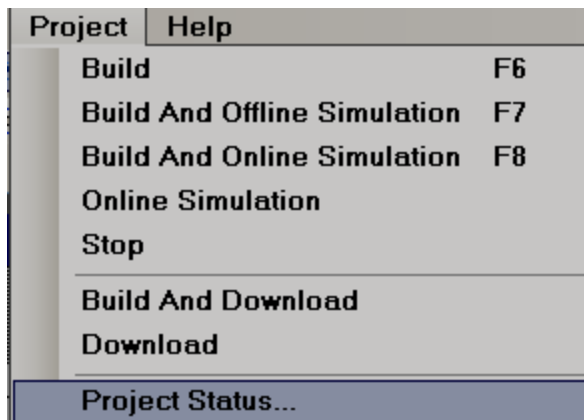 Project Help
Build F6
Build And Offline Simulation F7
Build And Online Simulation F8
Online Simulation
Stop
Build And Download
Download
Project Status...